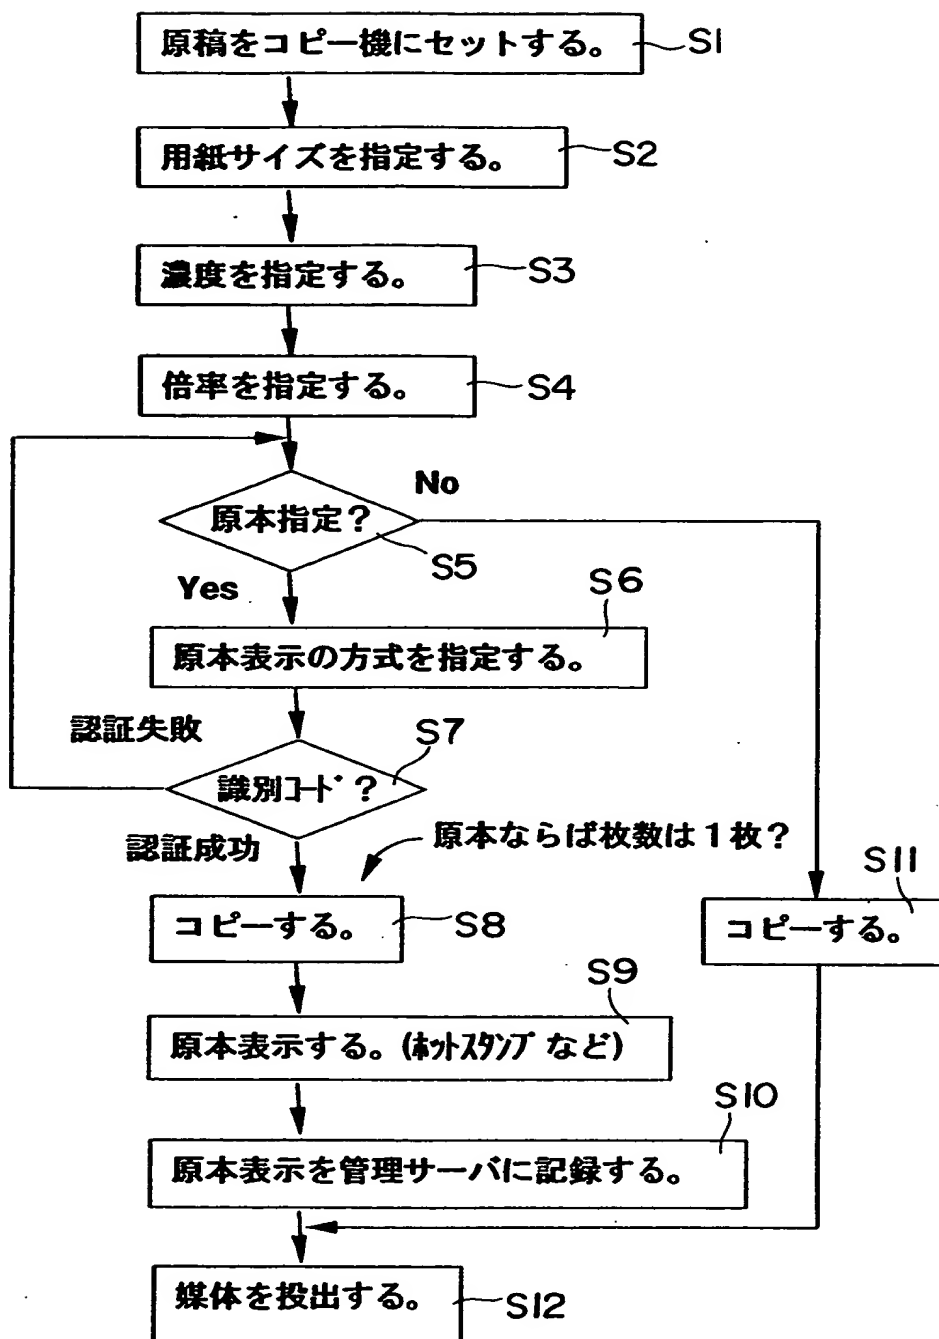 原稿をコピー機にセットする。 S1
用紙サイズを指定する。 S2
濃度を指定する。 S3
倍率を指定する。 S4
No
原本指定？
S5
Yes
S6
原本表示の方式を指定する。
認証失敗
S7
識別ｺｰﾄﾞ？
認証成功
原本ならば枚数は１枚？
S11
コピーする。 S8
コピーする。
S9
原本表示する。(ﾎｯﾄｽﾀﾝﾌﾟなど)
S10
原本表示を管理サーバに記録する。
媒体を投出する。 S12